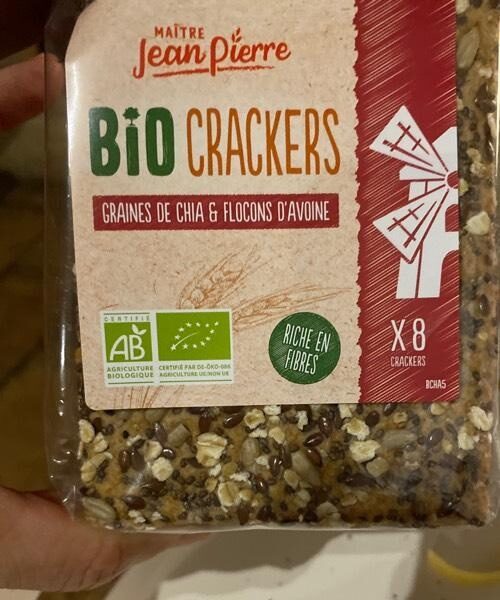 MAÎTRE
Jean Pierre
BIO CRACKERS
GRAINES DE CHIA & FLOCONS D'AVOINE
CERTIFIÉ
AB
AGRICULTURE
BIOLOGIQUE
CERTIFIÉ PAR DE-ÖKO-006
AGRICULTURE UE/NON UE
RICHE EN
FIBRES
X8
CRACKERS
BCHA5